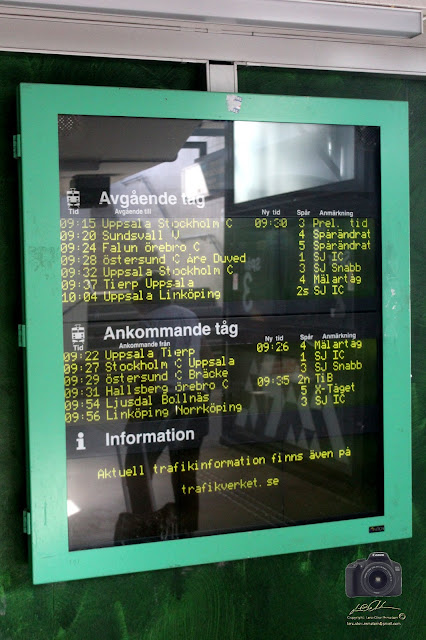 Avgående tåg
Tid Avgående till Ny tid Spår Anmärkning
09:15 Uppsala Stockholm C 09:30 3 Prel. tid
09:20 Sundsvall V 4 Spårändrat
09:24 Falun örebro C 5 Spårändrat
09:28 östersund C Åre Duved 1 SJ IC
09:32 Uppsala Stockholm C 3 SJ Snabb
09:37 Tierp Uppsala 4 Mälartåg
10:04 Uppsala Linköping 2s SJ IC
Ankommande tåg
Tid Ankommande från Ny tid Spår Anmärkning
09:22 Uppsala Tierp 09:26 4 Mälartåg
09:27 Stockholm C Uppsala 1 SJ IC
09:29 östersund C Bräcke 3 SJ Snabb
09:31 Hallsberg örebro C 09:35 2n TiB
09:54 Ljusdal Bollnäs 5 X-Tåget
09:56 Linköping Norrköping 3 SJ IC
i Information
Aktuell trafikinformation finns även på
trafikverket.se
Canon